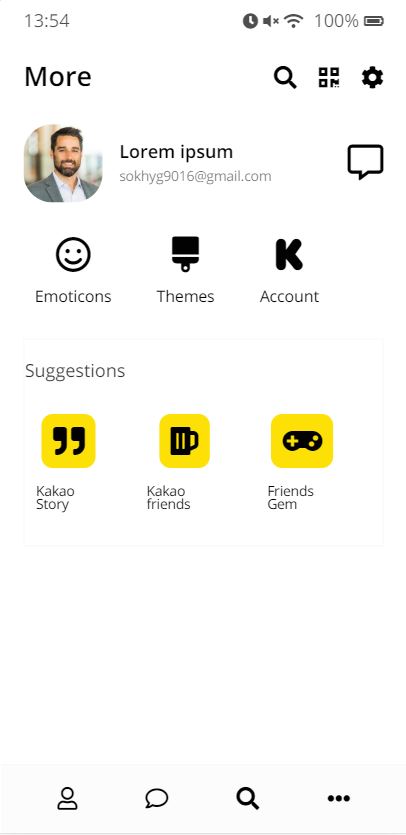 13:54 100%
More
Lorem ipsum
sokhyg9016@gmail.com
Emoticons Themes Account
Suggestions
Kakao Kakao Friends
Story friends Gem